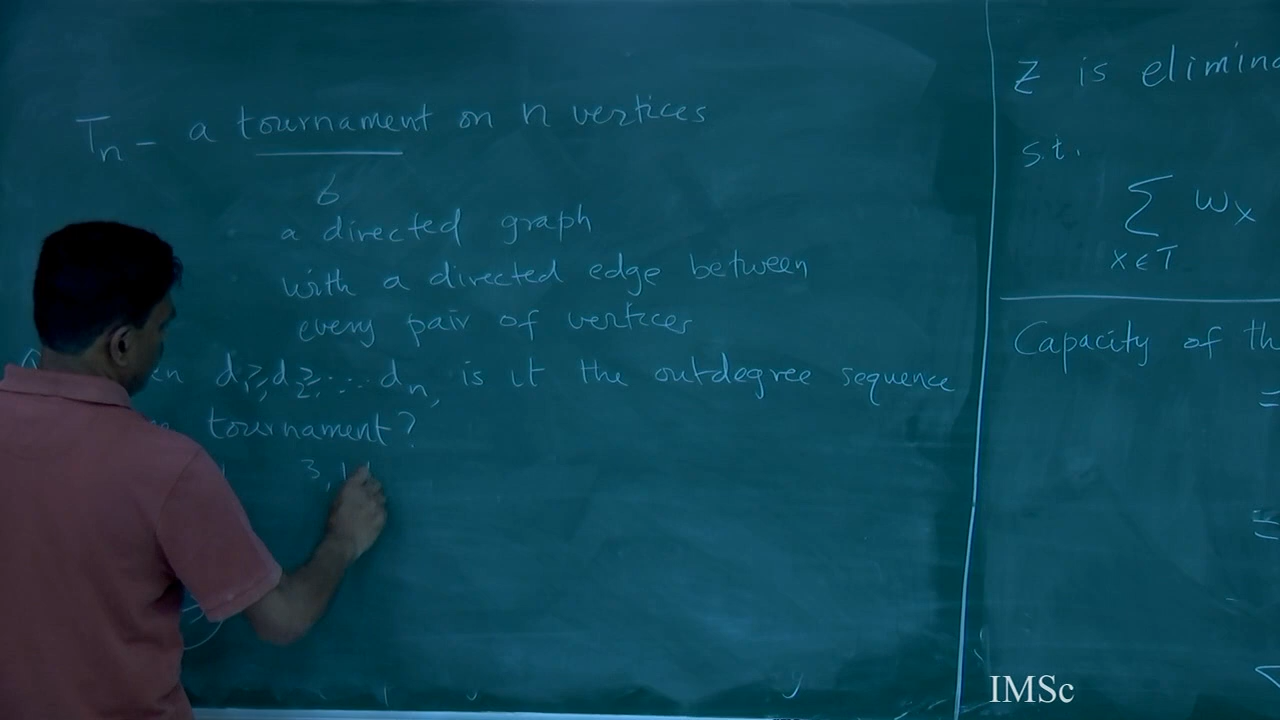 Tn - a tournament on n vertices
a directed graph
with a directed edge between
every pair of vertices
d1 ≥ d2 ≥ .... dn, is it the outdegree sequence
tournament?
3, 1, 1
Z is elimina
s.t.
∑ wx
x∈T
Capacity of th
=
=
IMSc